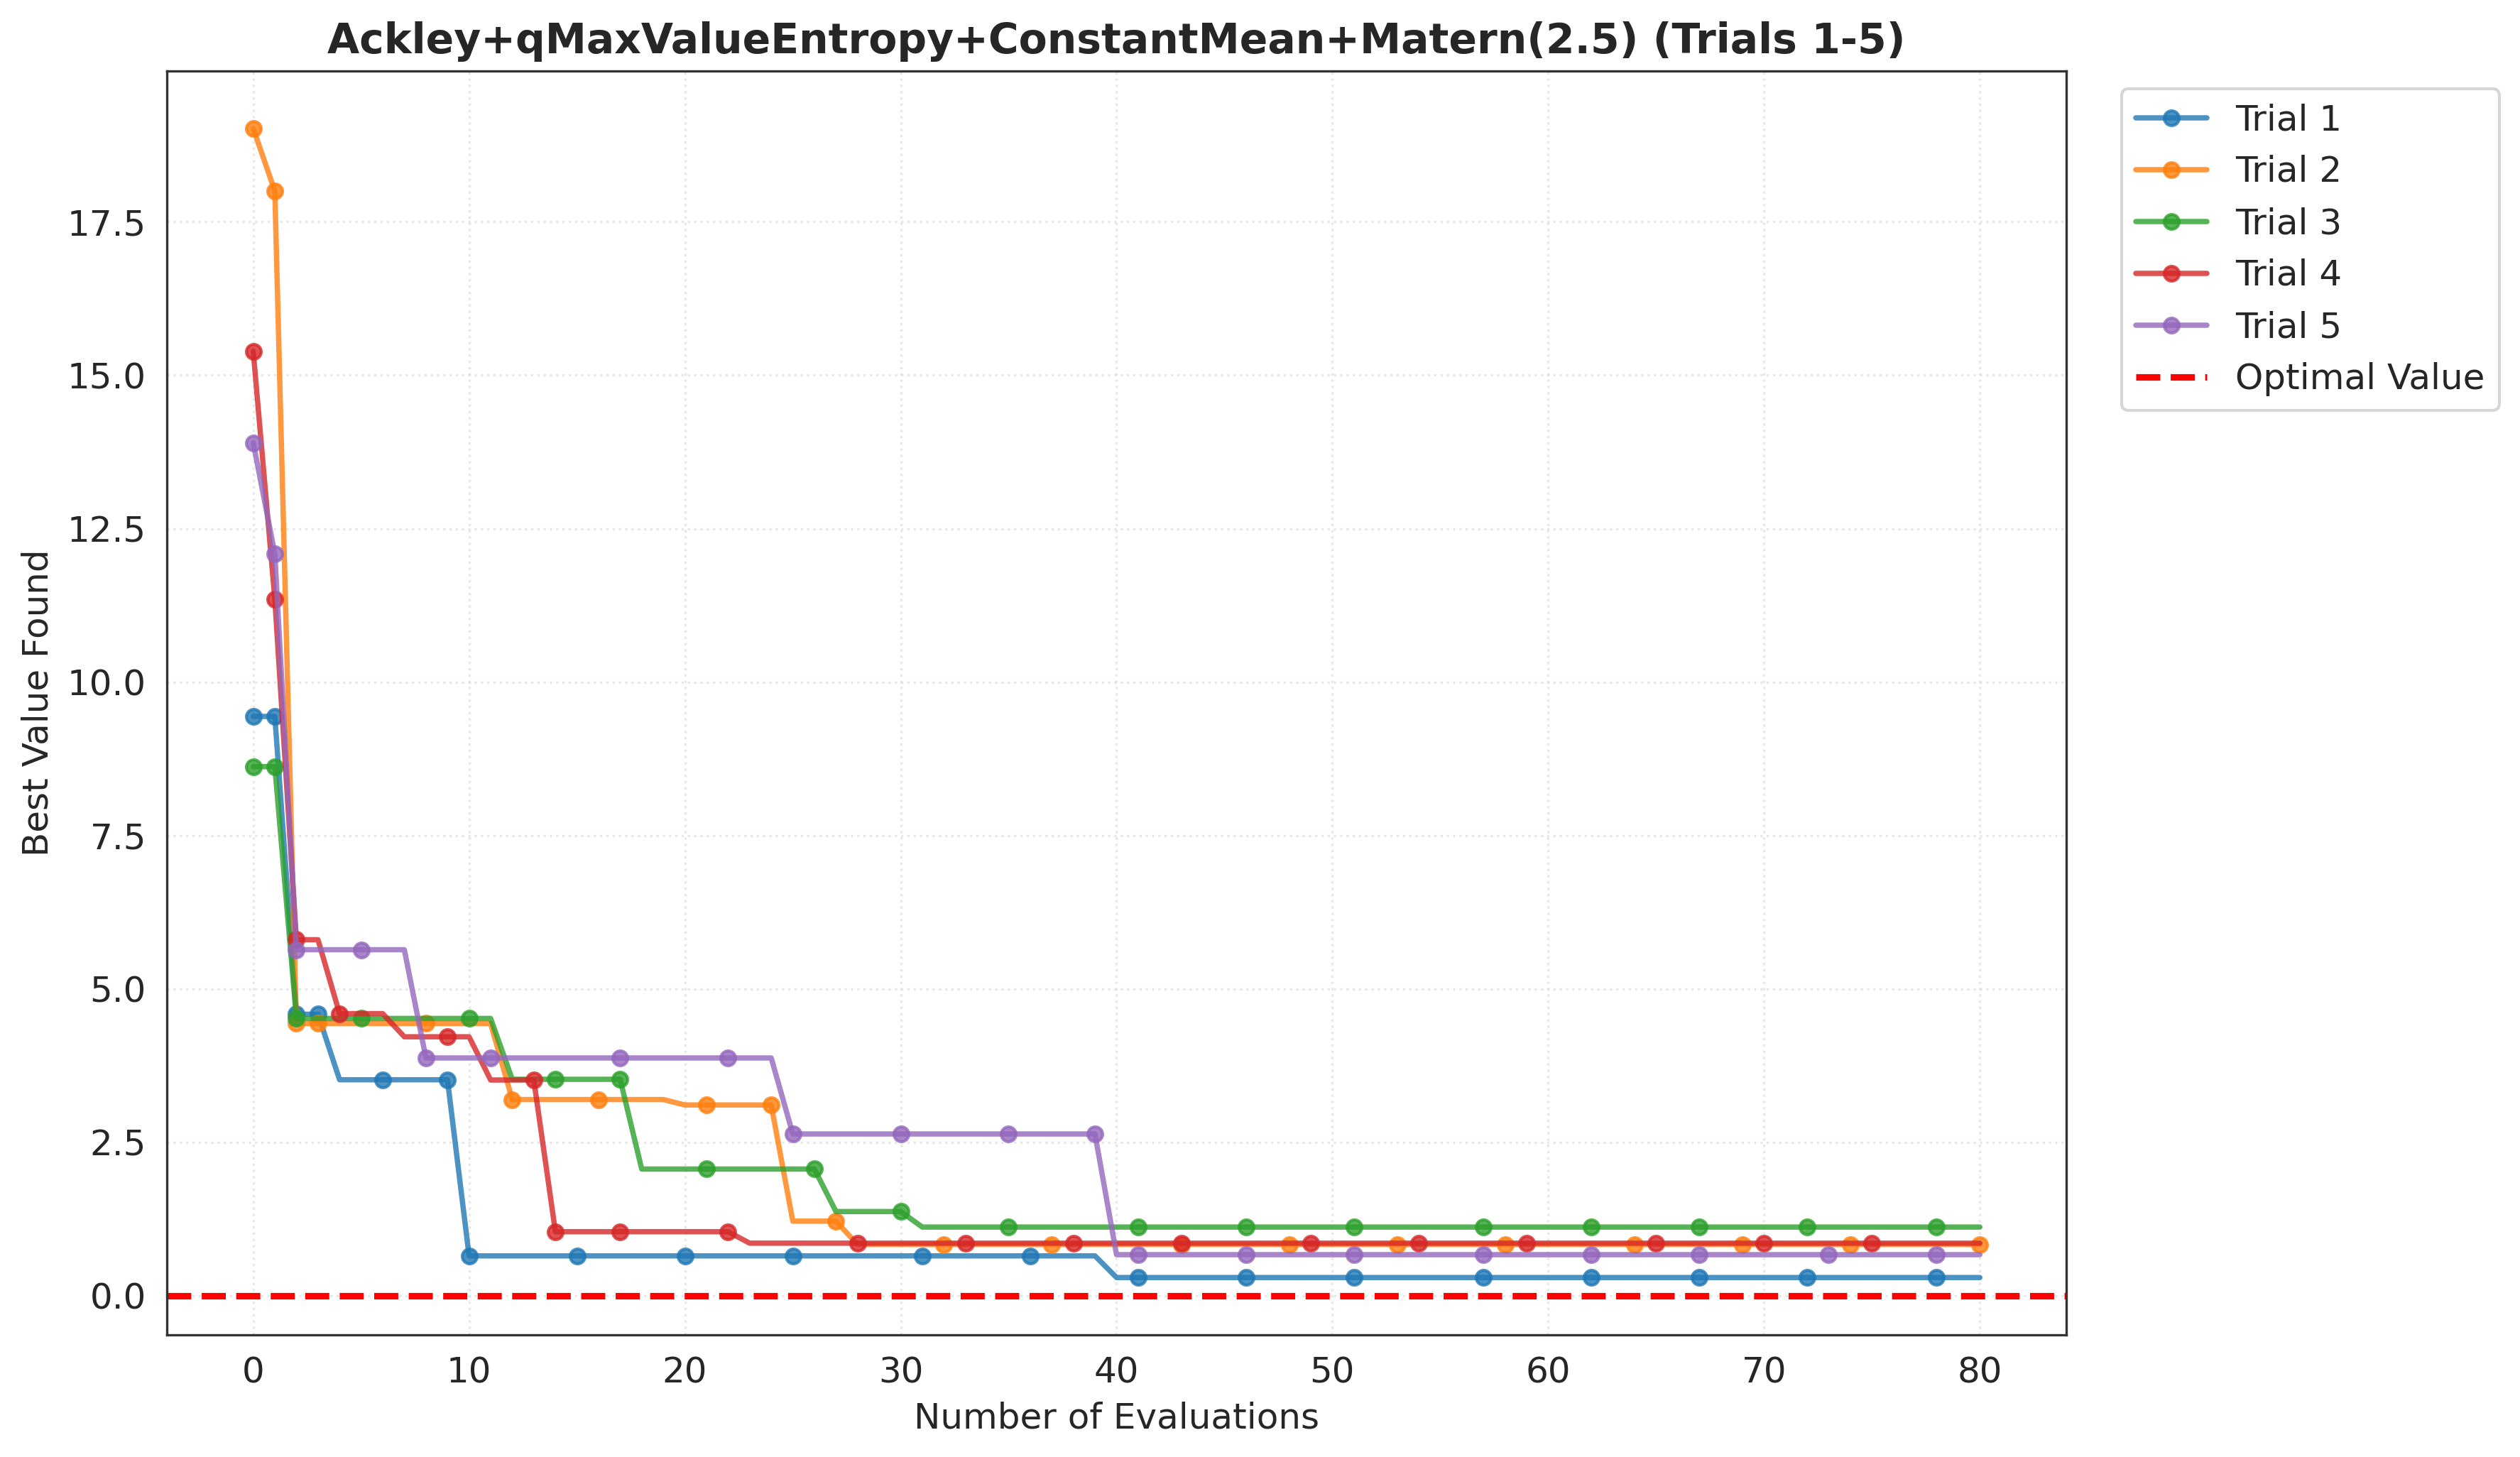 Ackley+qMaxValueEntropy+ConstantMean+Matern(2.5) (Trials 1-5)
Trial 1
Trial 2
Trial 3
Trial 4
Trial 5
Optimal Value
Best Value Found
17.5
15.0
12.5
10.0
7.5
5.0
2.5
0.0
0 10 20 30 40 50 60 70 80
Number of Evaluations